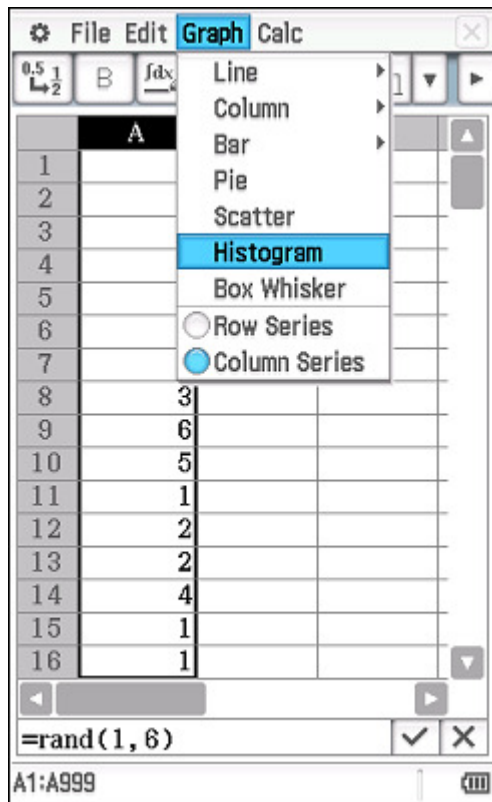 File Edit Graph Calc
0.5 1 2 B ∫dx
Line
Column
Bar
Pie
Scatter
Histogram
Box Whisker
Row Series
Column Series
A
1
2
3
4
5
6
7
8 3
9 6
10 5
11 1
12 2
13 2
14 4
15 1
16 1
=rand(1,6)
A1:A999